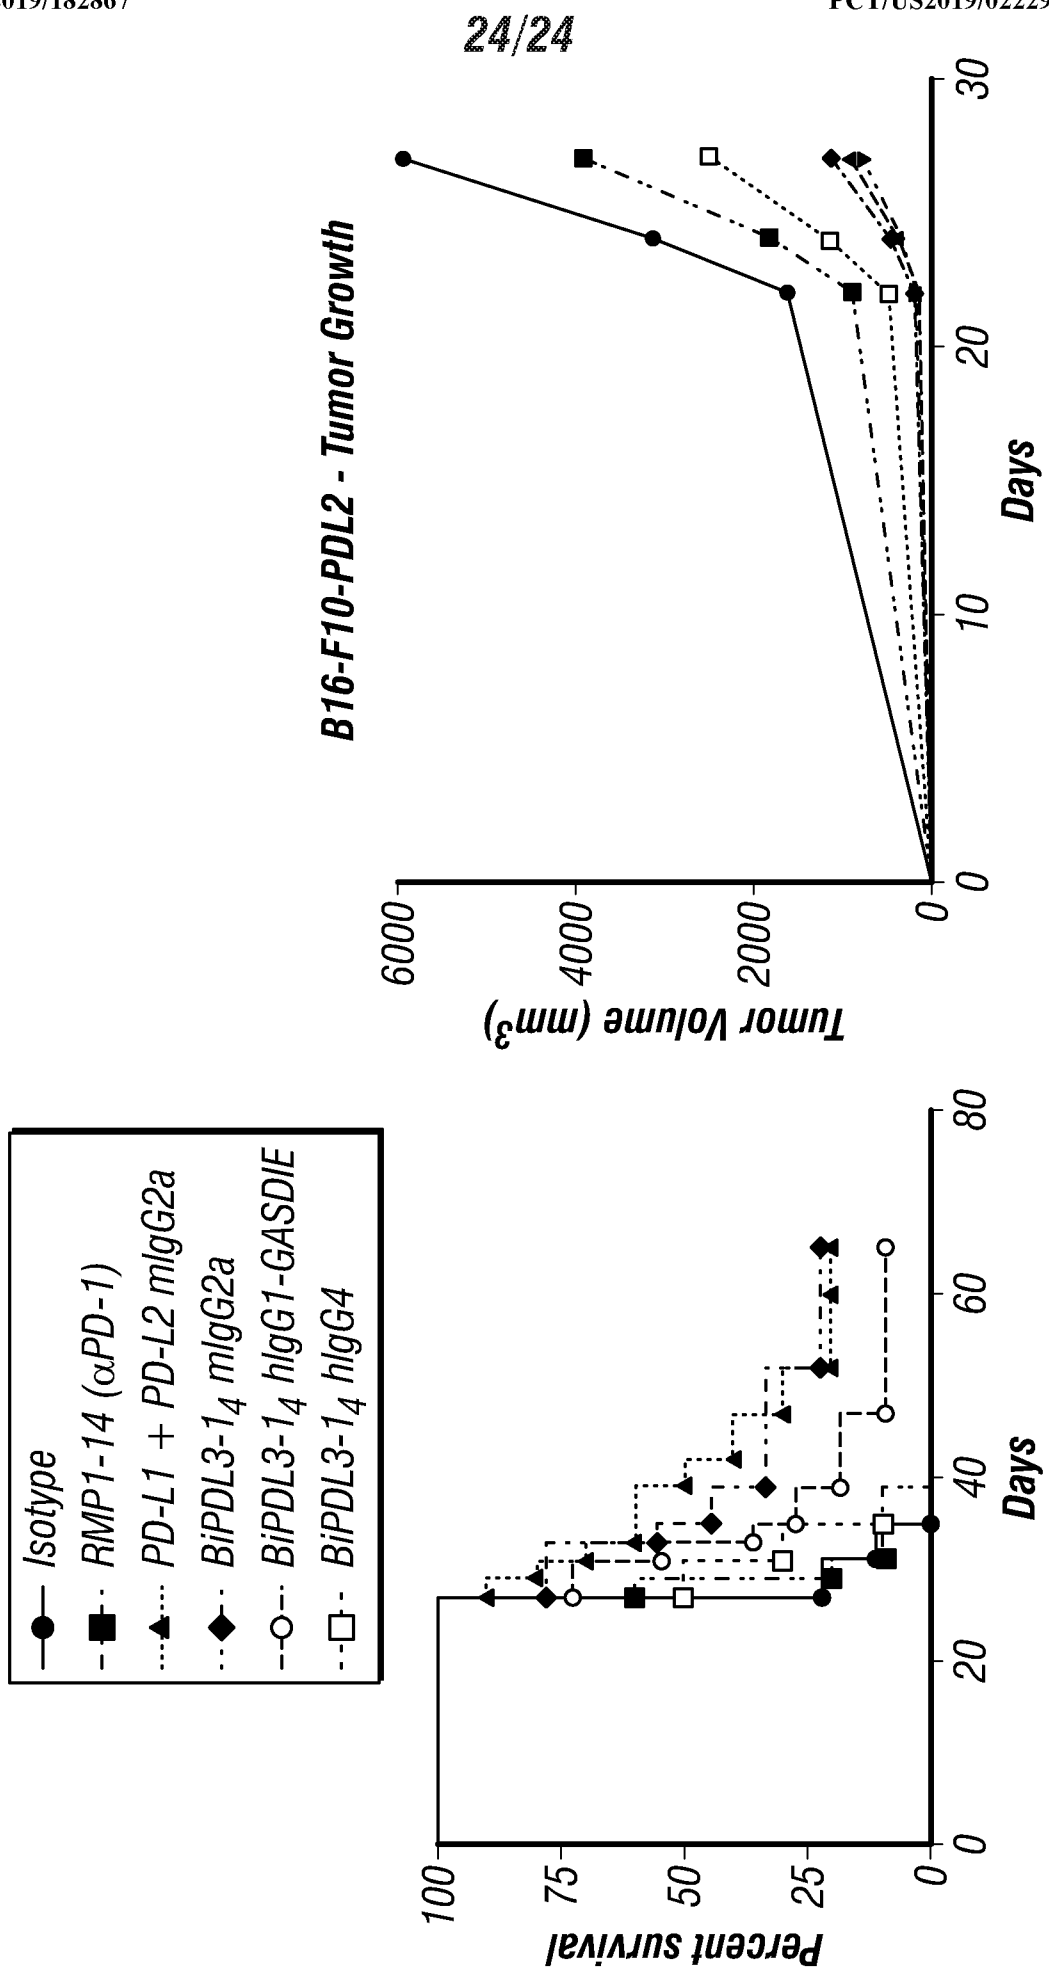 2019/182867
PCT/US2019/02229
24/24
Isotype
RMP1-14 (αPD-1)
PD-L1 + PD-L2 mIgG2a
BiPDL3-1₄ mIgG2a
BiPDL3-1₄ hIgG1-GASDIE
BiPDL3-1₄ hIgG4
Percent survival
100
75
50
25
0
0
20
40
60
80
Days
B16-F10-PDL2 - Tumor Growth
Tumor Volume (mm³)
6000
4000
2000
0
0
10
20
30
Days